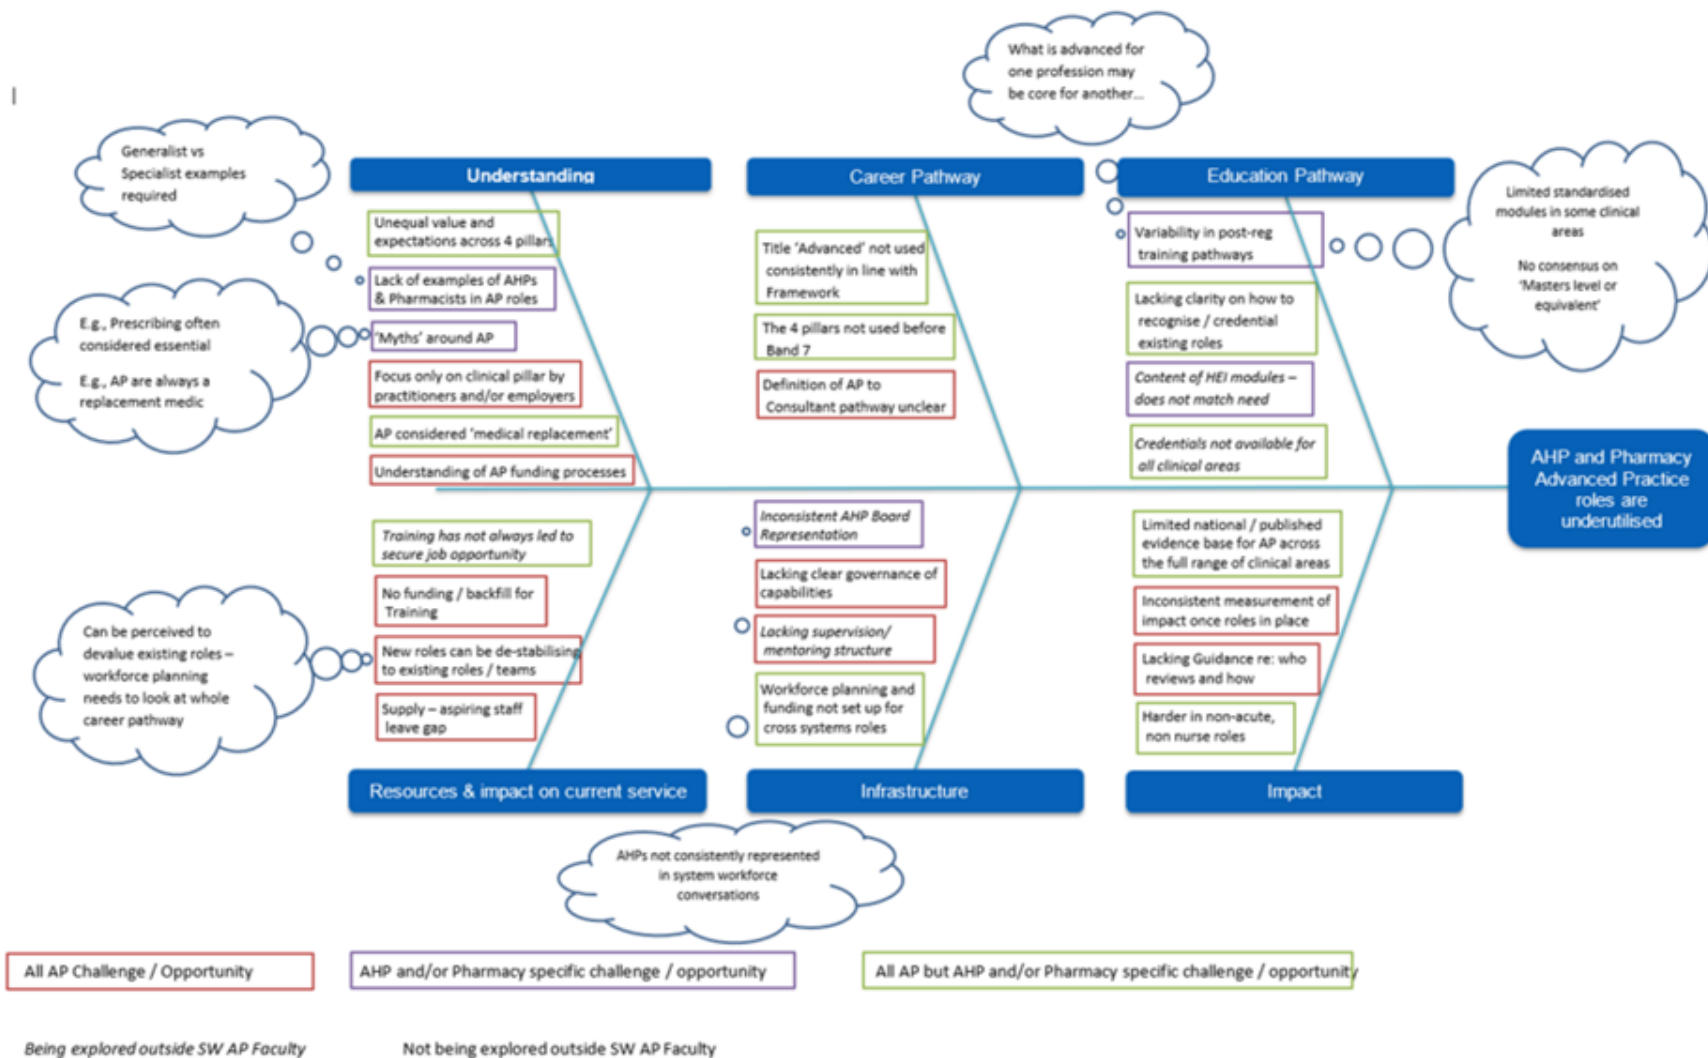 What is advanced for
one profession may
be core for another...
Generalist vs
Specialist examples
required
Understanding
Career Pathway
Education Pathway
Limited standardised
modules in some clinical
areas
No consensus on
'Masters level or
equivalent'
Unequal value and
expectations across 4 pillars
Lack of examples of AHPs
& Pharmacists in AP roles
'Myths' around AP
Focus only on clinical pillar by
practitioners and/or employers
AP considered 'medical replacement'
Understanding of AP funding processes
E.g., Prescribing often
considered essential
E.g., AP are always a
replacement medic
Title 'Advanced' not used
consistently in line with
Framework
The 4 pillars not used before
Band 7
Definition of AP to
Consultant pathway unclear
Variability in post-reg
training pathways
Lacking clarity on how to
recognise / credential
existing roles
Content of HEI modules –
does not match need
Credentials not available for
all clinical areas
AHP and Pharmacy
Advanced Practice
roles are
underutilised
Training has not always led to
secure job opportunity
No funding / backfill for
Training
New roles can be de-stabilising
to existing roles / teams
Supply – aspiring staff
leave gap
Can be perceived to
devalue existing roles –
workforce planning
needs to look at whole
career pathway
Inconsistent AHP Board
Representation
Lacking clear governance of
capabilities
Lacking supervision/
mentoring structure
Workforce planning and
funding not set up for
cross systems roles
Limited national / published
evidence base for AP across
the full range of clinical areas
Inconsistent measurement of
impact once roles in place
Lacking Guidance re: who
reviews and how
Harder in non-acute,
non nurse roles
Resources & impact on current service
Infrastructure
Impact
AHPs not consistently represented
in system workforce
conversations
All AP Challenge / Opportunity
AHP and/or Pharmacy specific challenge / opportunity
All AP but AHP and/or Pharmacy specific challenge / opportunity
Being explored outside SW AP Faculty
Not being explored outside SW AP Faculty